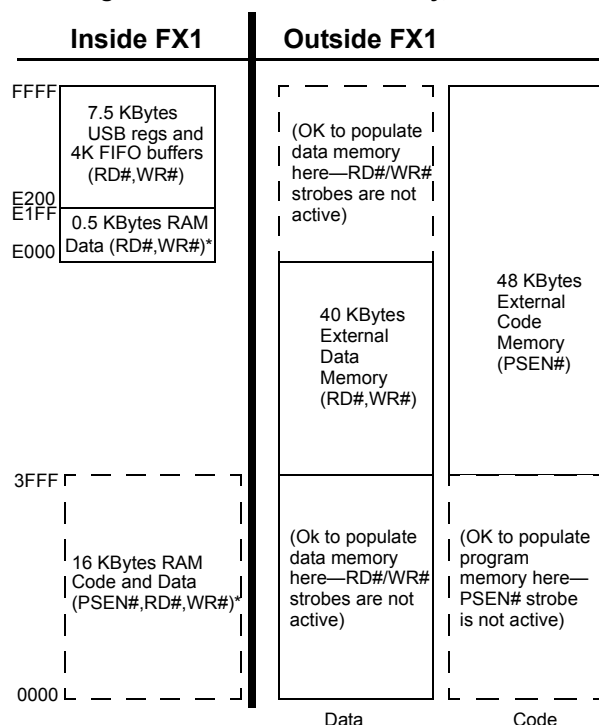 Inside FX1
Outside FX1
FFFF
7.5 KBytes
USB regs and
4K FIFO buffers
(RD#,WR#)
E200
E1FF
0.5 KBytes RAM
Data (RD#,WR#)*
E000
(OK to populate
data memory
here—RD#/WR#
strobes are not
active)
40 KBytes
External
Data
Memory
(RD#,WR#)
48 KBytes
External
Code
Memory
(PSEN#)
3FFF
16 KBytes RAM
Code and Data
(PSEN#,RD#,WR#)*
(Ok to populate
data memory
here—RD#/WR#
strobes are not
active)
(OK to populate
program
memory here—
PSEN# strobe
is not active)
0000
Data
Code